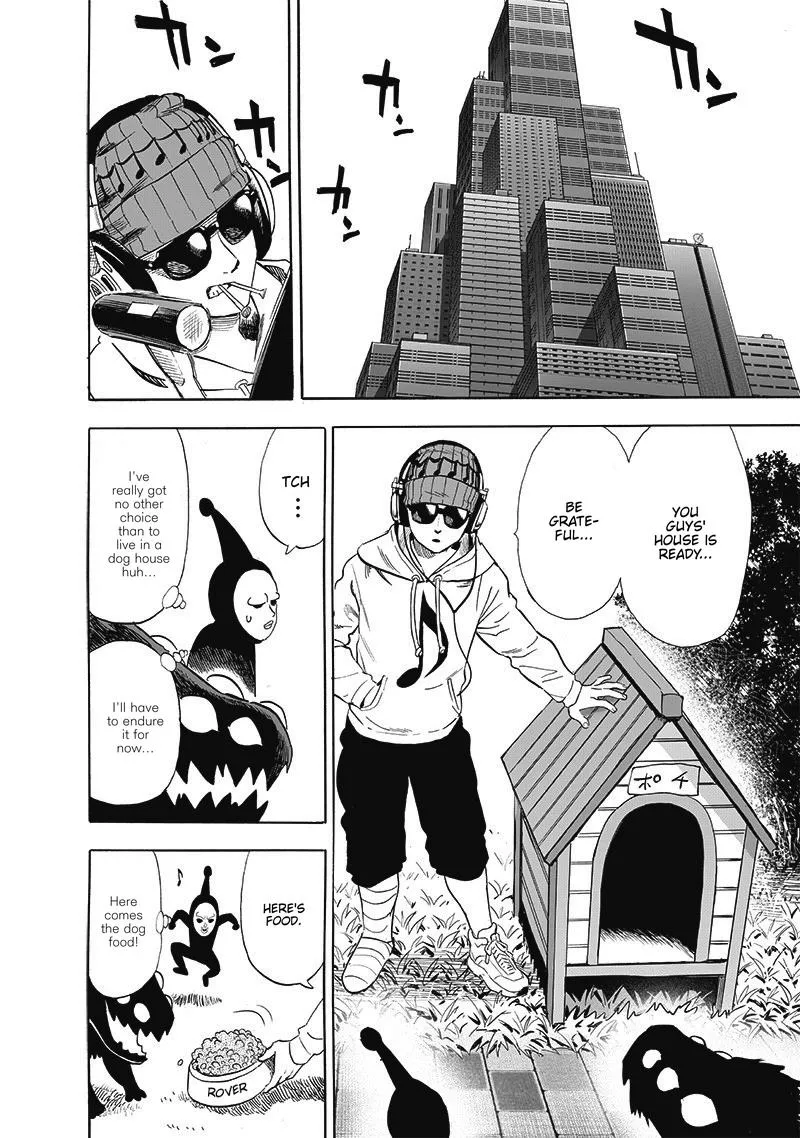 カン
カン
カン
カン
カン
カン
YOU
GUYS'
HOUSE IS
READY...
BE
GRATE-
FUL...
ポチ
TCH
...
I've
really got
no other
choice
than to
live in a
dog house
huh...
I'll have
to endure
it for
now...
HERE'S
FOOD.
Here
comes
the dog
food!
ROVER